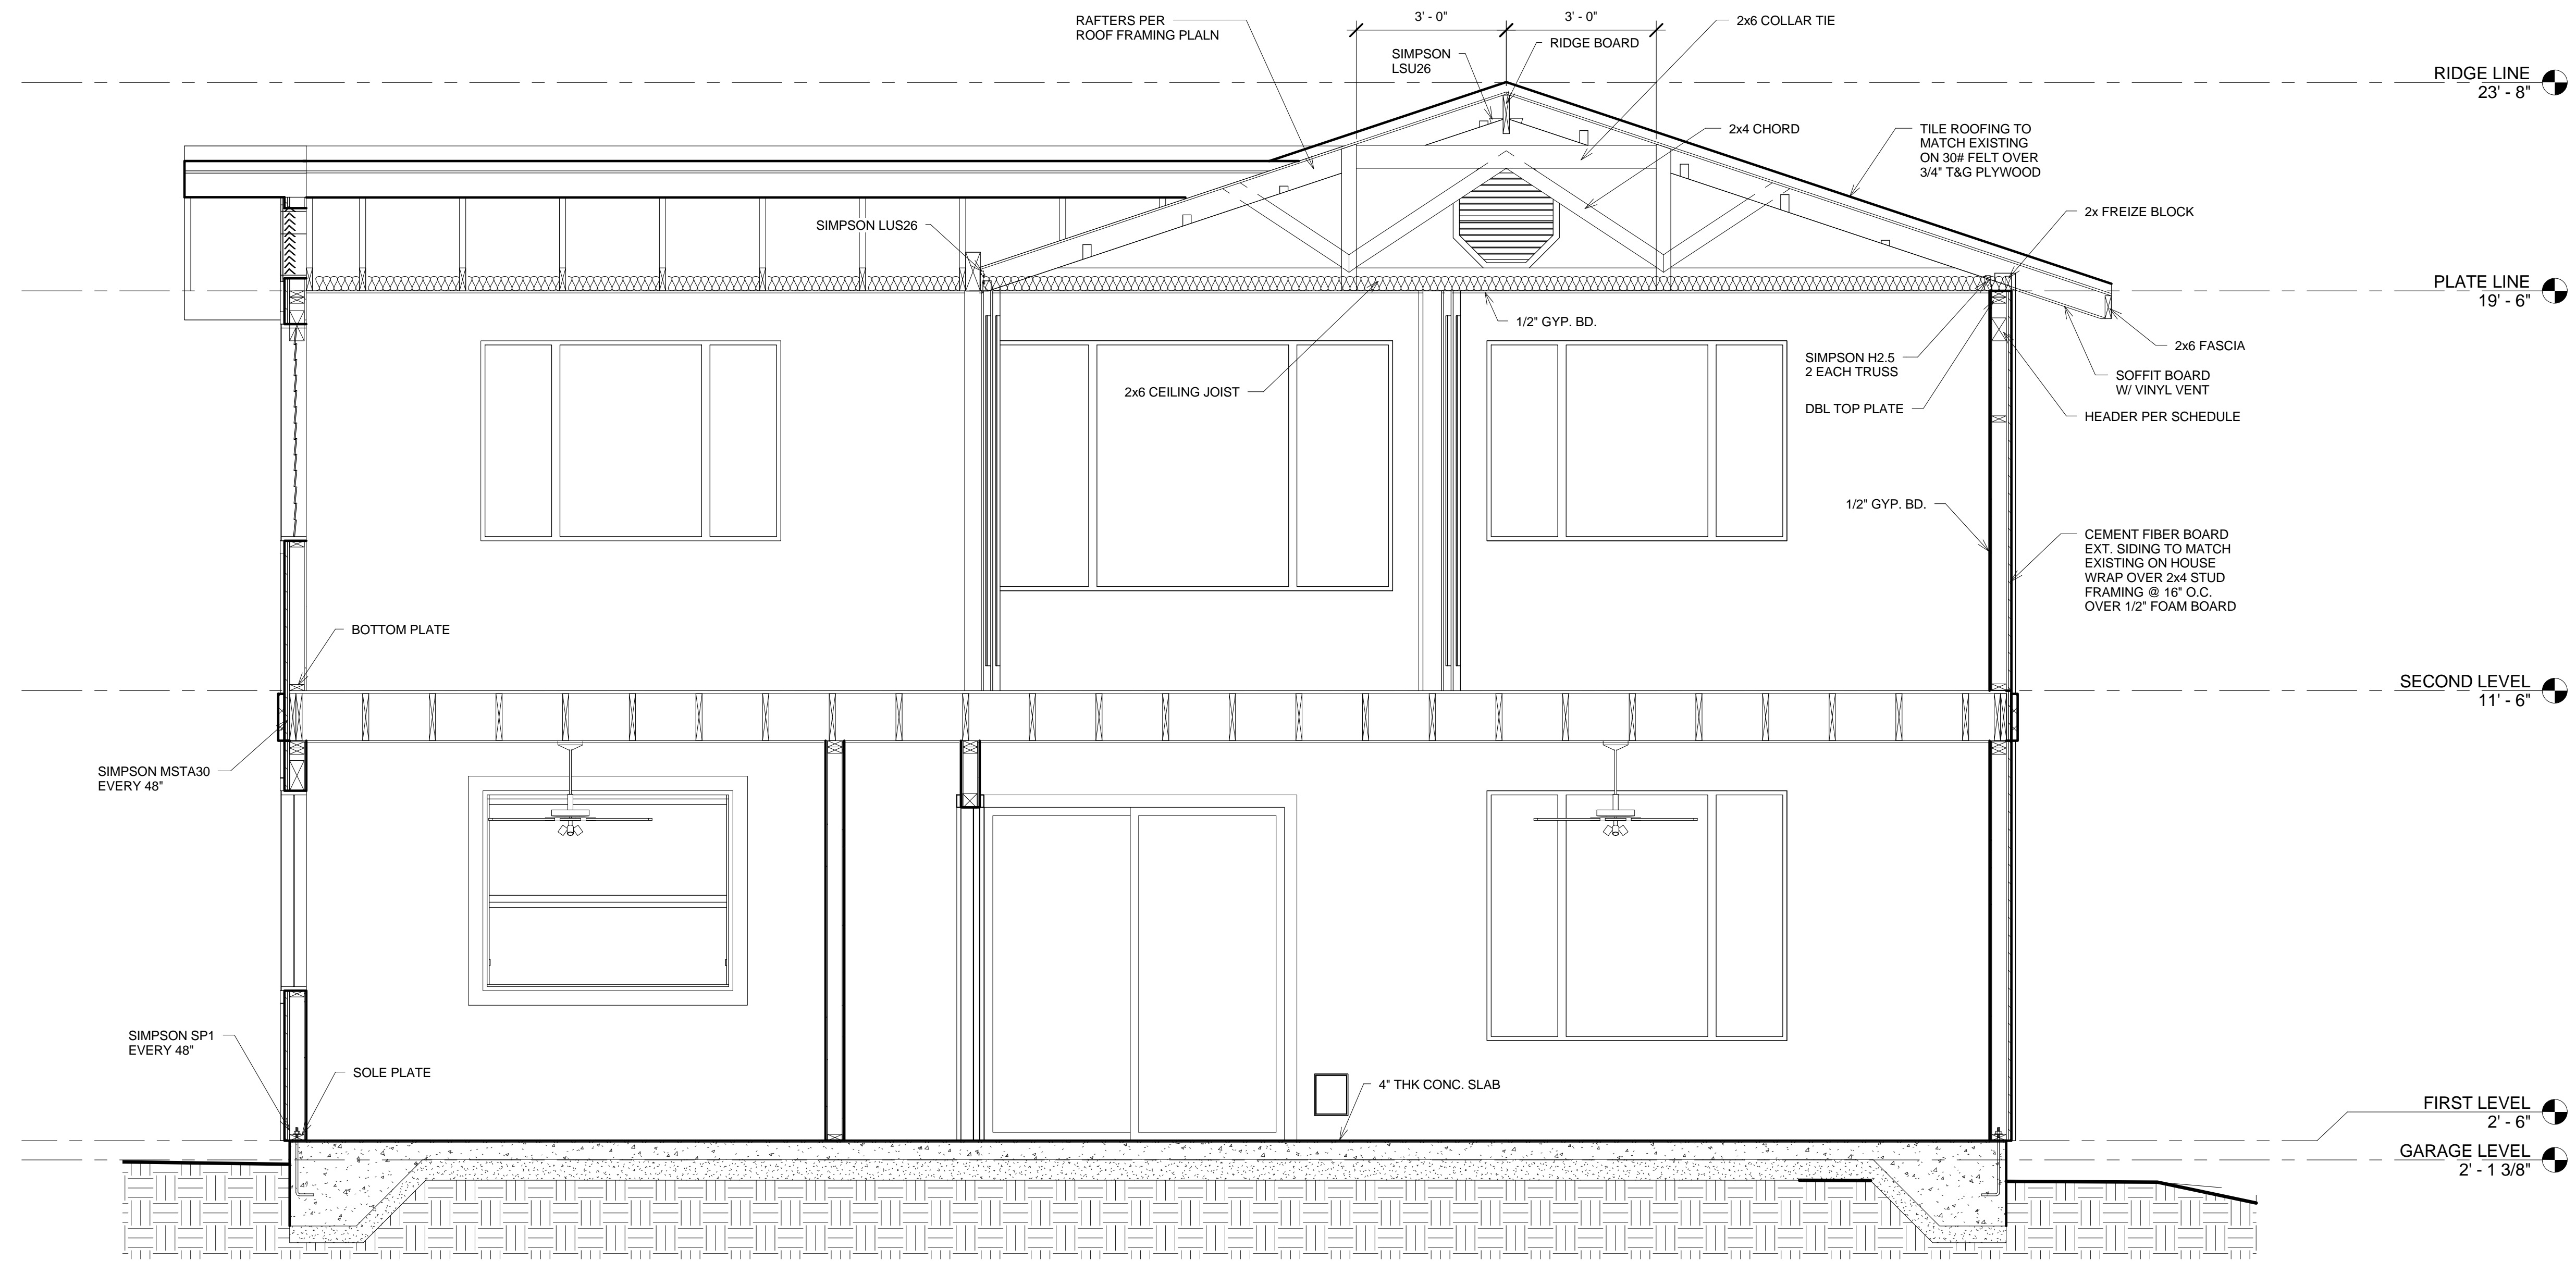 RAFTERS PER
ROOF FRAMING PLALN
3' - 0"
3' - 0"
2x6 COLLAR TIE
SIMPSON
LSU26
RIDGE BOARD
RIDGE LINE
23' - 8"
2x4 CHORD
TILE ROOFING TO
MATCH EXISTING
ON 30# FELT OVER
3/4" T&G PLYWOOD
SIMPSON LUS26
2x FREIZE BLOCK
PLATE LINE
19' - 6"
1/2" GYP. BD.
2x6 CEILING JOIST
SIMPSON H2.5
2 EACH TRUSS
DBL TOP PLATE
2x6 FASCIA
SOFFIT BOARD
W/ VINYL VENT
HEADER PER SCHEDULE
1/2" GYP. BD.
CEMENT FIBER BOARD
EXT. SIDING TO MATCH
EXISTING ON HOUSE
WRAP OVER 2x4 STUD
FRAMING @ 16" O.C.
OVER 1/2" FOAM BOARD
BOTTOM PLATE
SECOND LEVEL
11' - 6"
SIMPSON MSTA30
EVERY 48"
SIMPSON SP1
EVERY 48"
SOLE PLATE
4" THK CONC. SLAB
FIRST LEVEL
2' - 6"
GARAGE LEVEL
2' - 1 3/8"